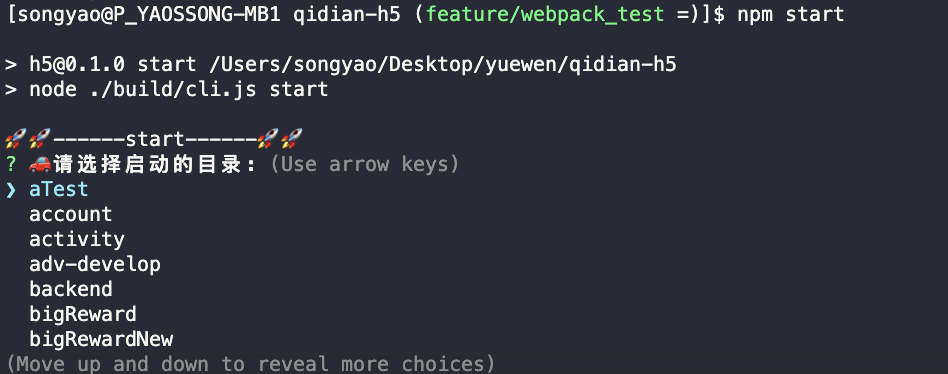 [songyao@P_YAOSSONG-MB1 qidian-h5 (feature/webpack_test =)]$ npm start
> h5@0.1.0 start /Users/songyao/Desktop/yuewen/qidian-h5
> node ./build/cli.js start
🚀🚀------start------🚀🚀
? 🚗请选择启动的目录: (Use arrow keys)
❯ aTest
account
activity
adv-develop
backend
bigReward
bigRewardNew
(Move up and down to reveal more choices)